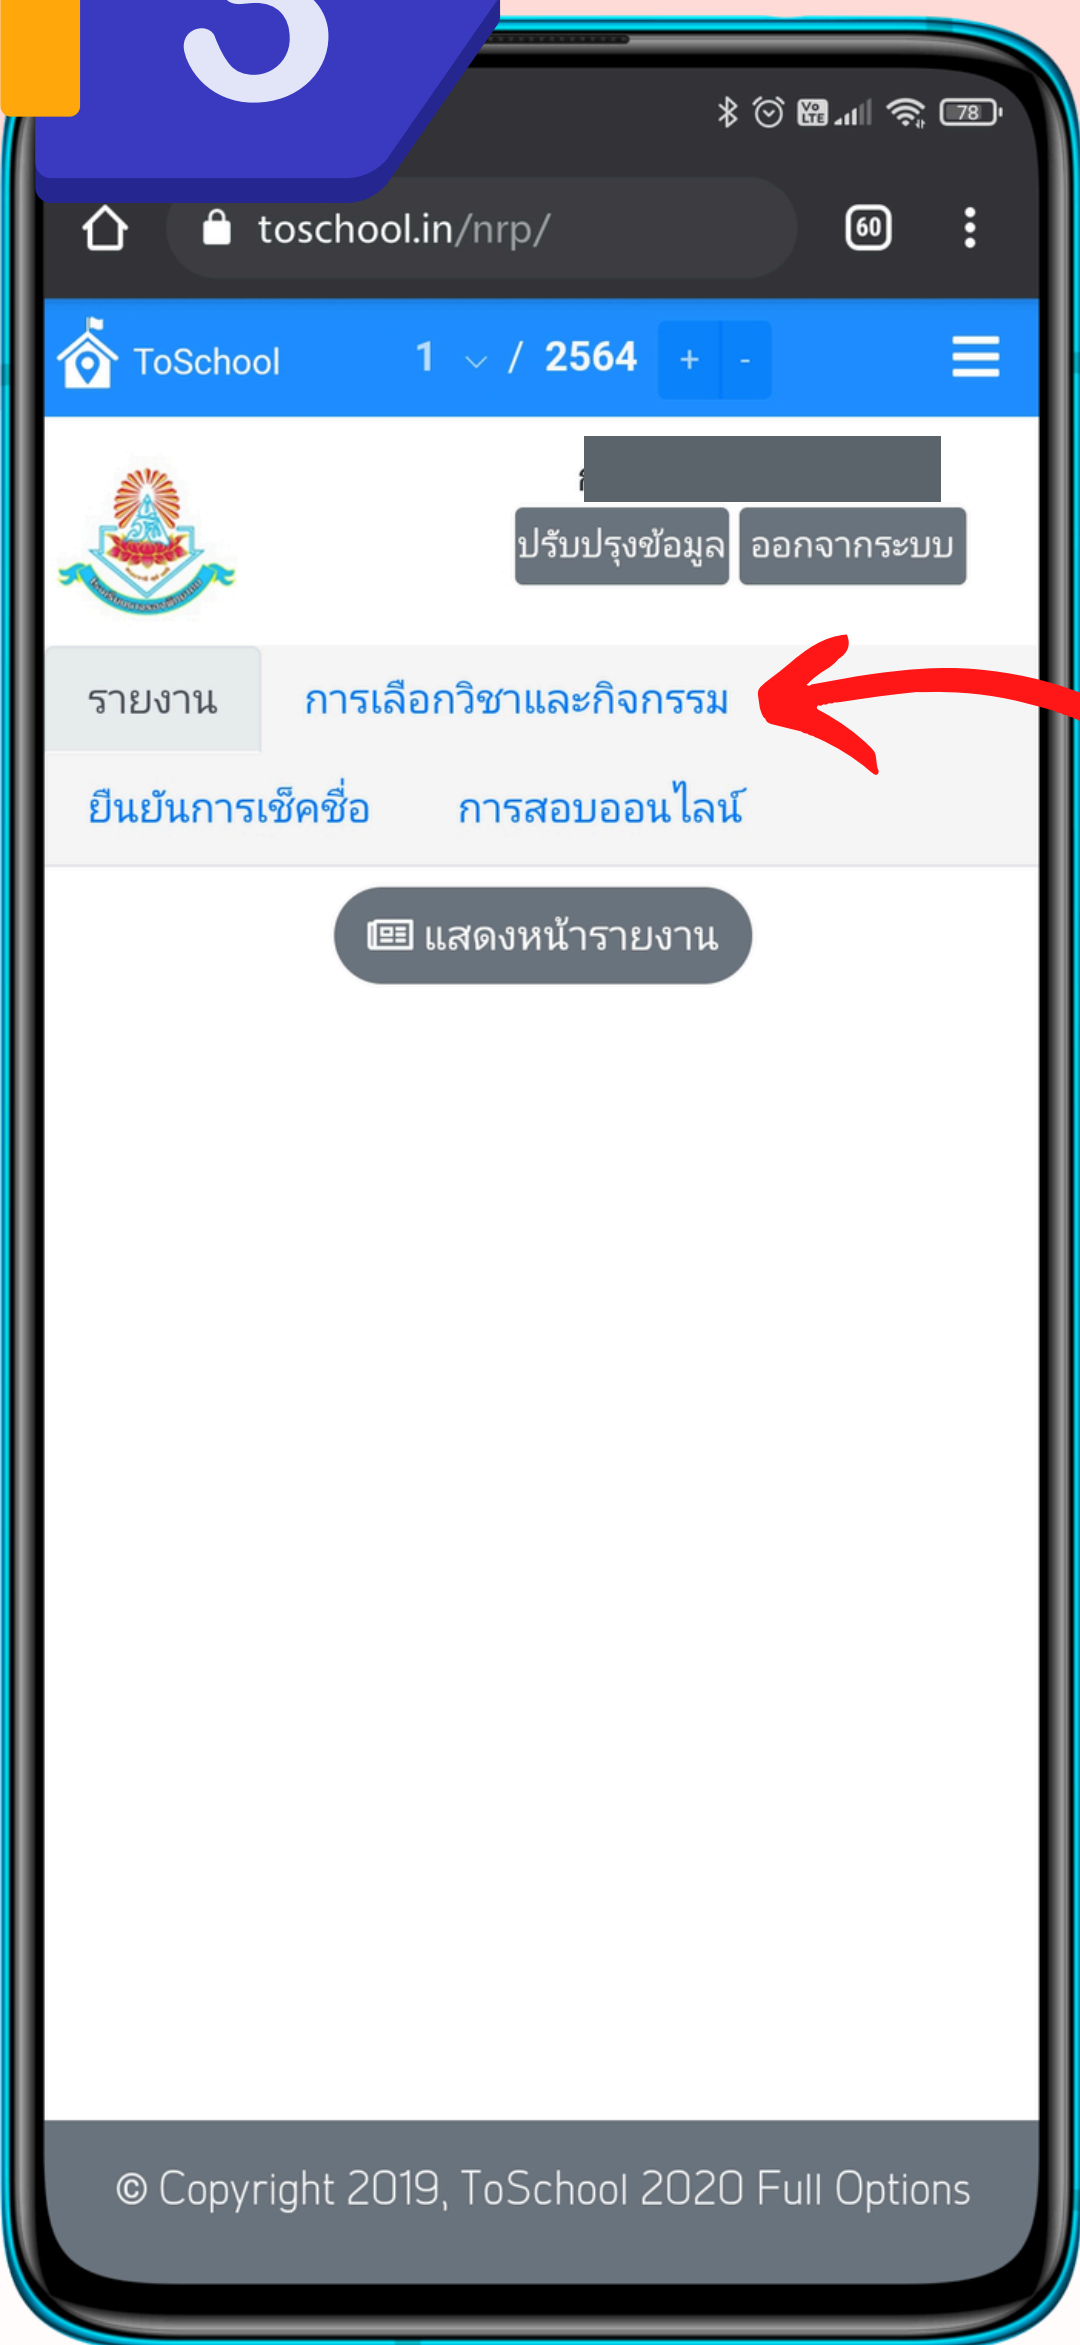 3
78
toschool.in/nrp/
60
ToSchool 1 / 2564 + -
ปรับปรุงข้อมูล ออกจากระบบ
รายงาน การเลือกวิชาและกิจกรรม
ยืนยันการเช็คชื่อ การสอบออนไลน์
แสดงหน้ารายงาน
© Copyright 2019, ToSchool 2020 Full Options